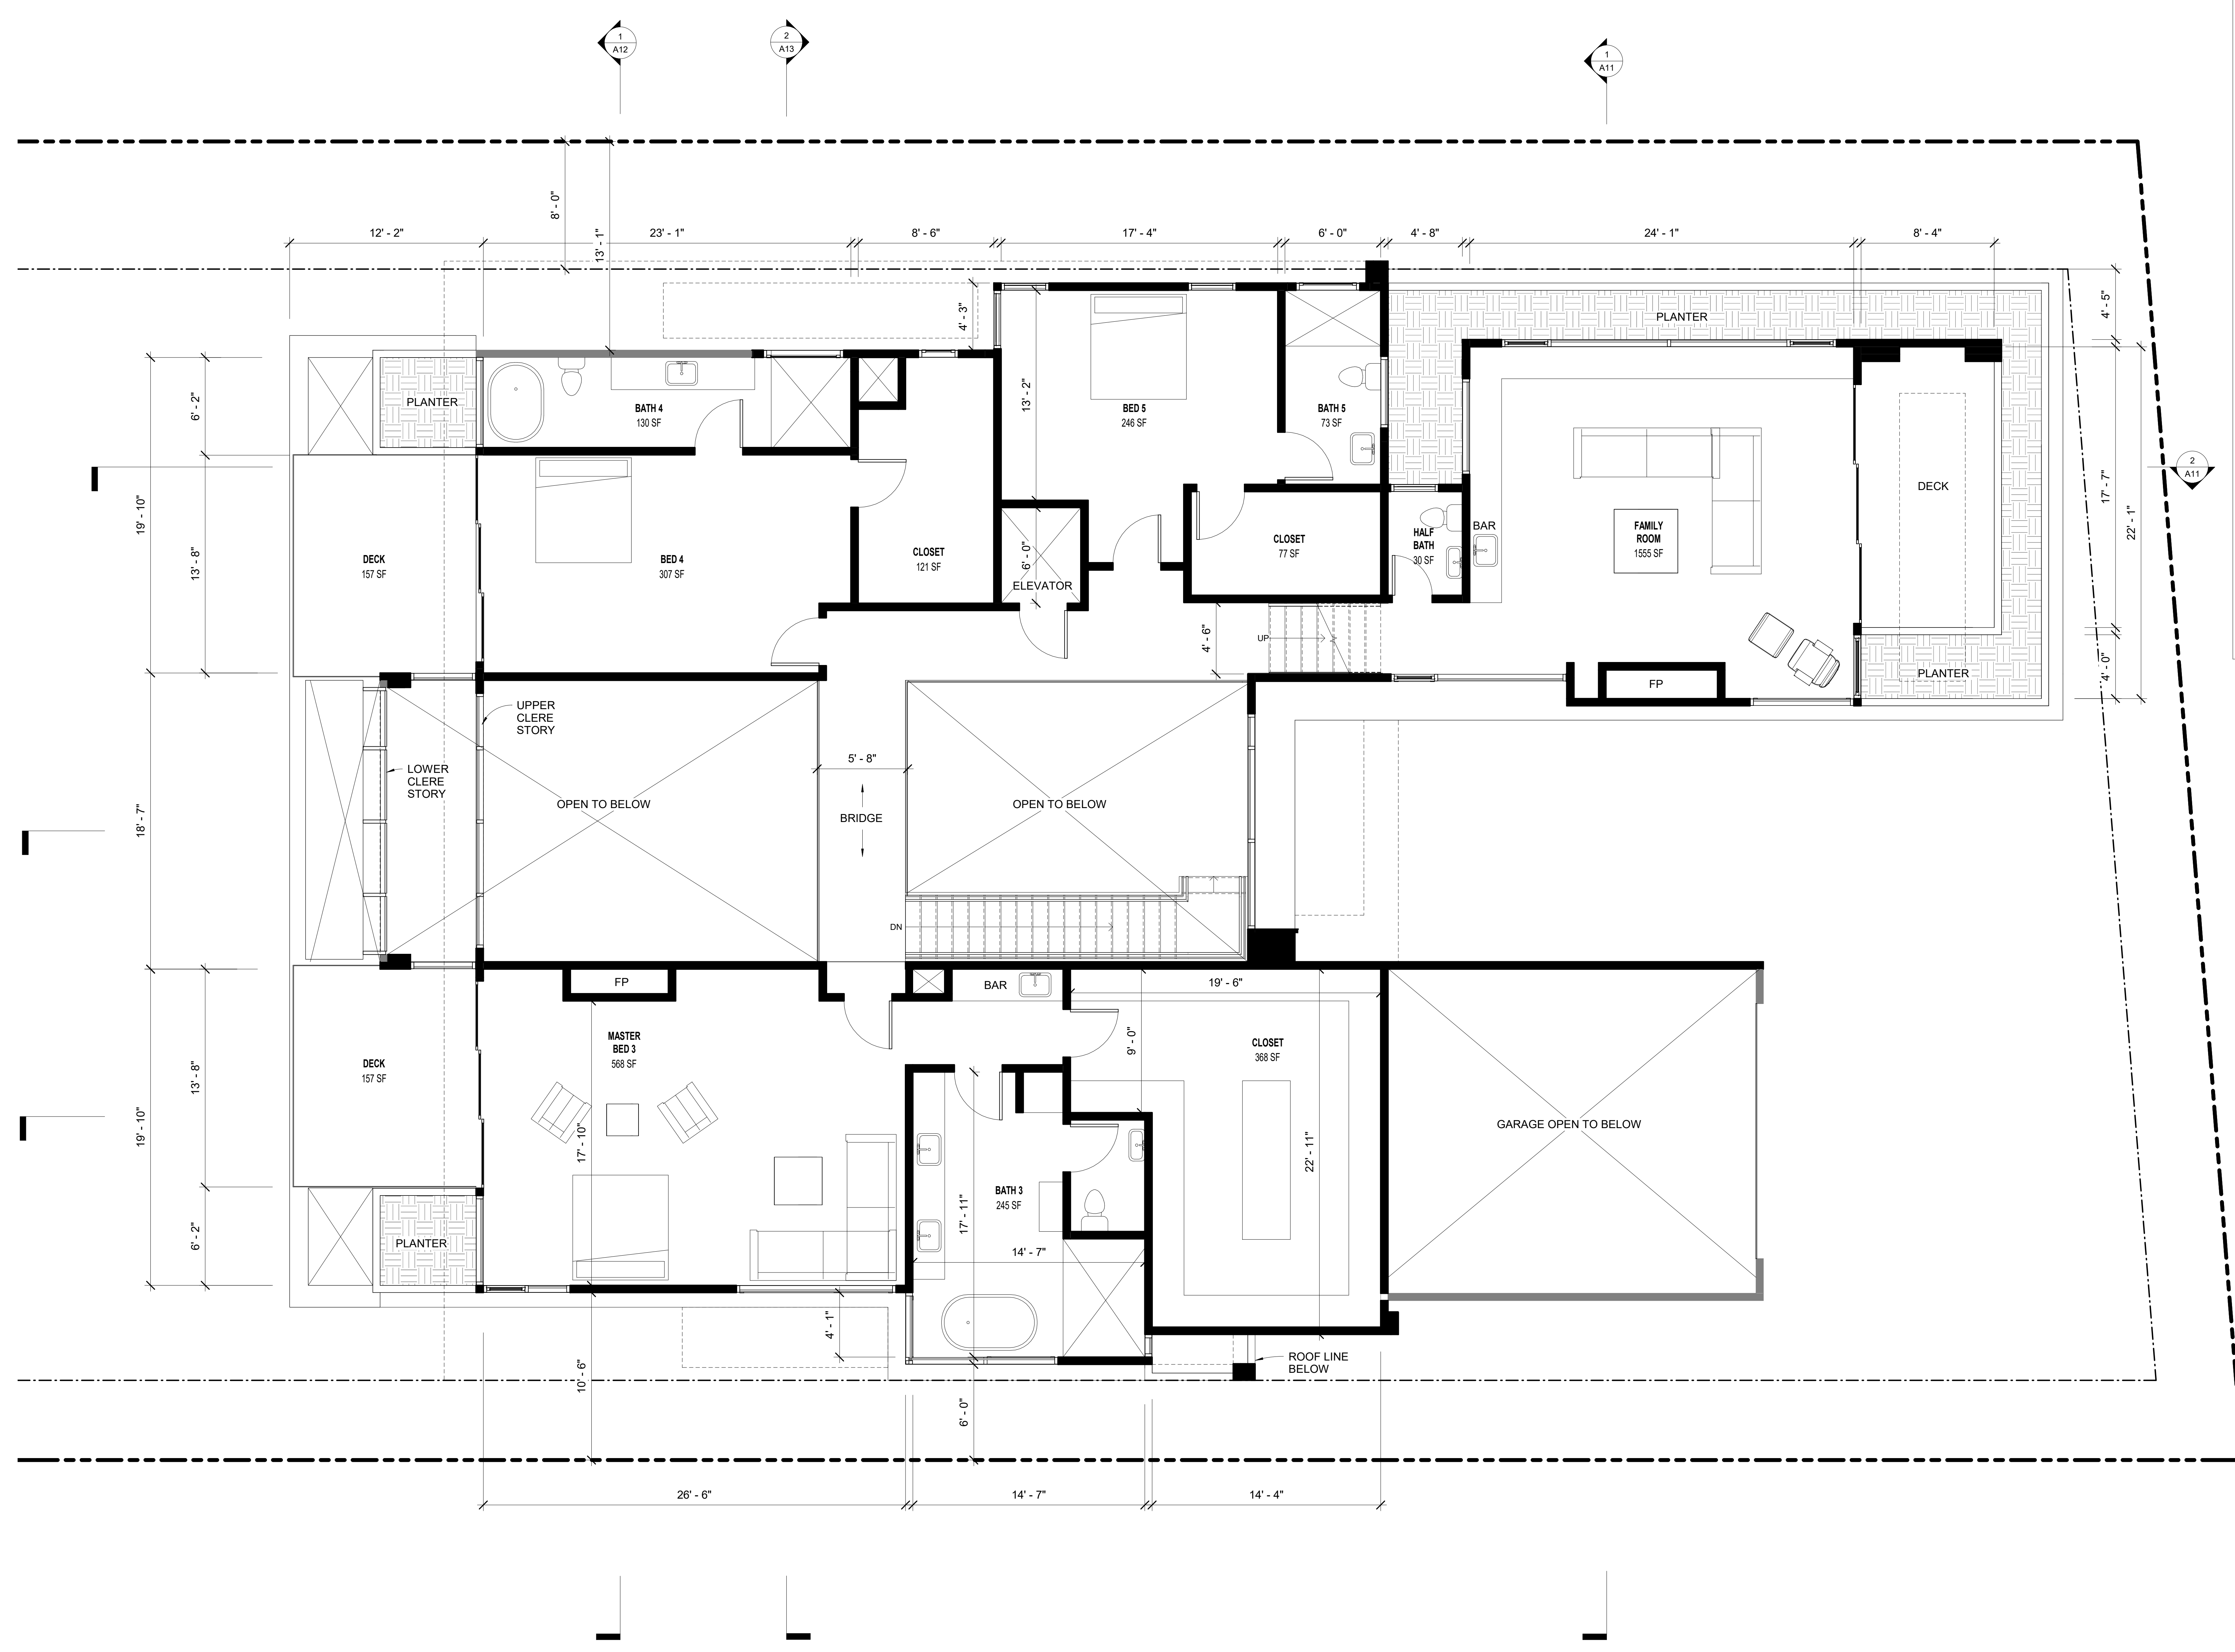 1
A12
2
A13
1
A11
8' - 0"
13' - 1"
12' - 2"
23' - 1"
8' - 6"
17' - 4"
6' - 0"
4' - 8"
24' - 1"
8' - 4"
4' - 3"
4' - 5"
PLANTER
PLANTER
BATH 4
130 SF
13' - 2"
BED 5
246 SF
BATH 5
73 SF
6' - 2"
19' - 10"
13' - 8"
2
A11
17' - 7"
22' - 1"
DECK
BAR
FAMILY
ROOM
1555 SF
HALF
BATH
30 SF
CLOSET
77 SF
DECK
157 SF
BED 4
307 SF
CLOSET
121 SF
6' - 0"
ELEVATOR
4' - 6"
UP
FP
PLANTER
4' - 0"
UPPER
CLERE
STORY
LOWER
CLERE
STORY
18' - 7"
5' - 8"
OPEN TO BELOW
BRIDGE
OPEN TO BELOW
DN
FP
BAR
19' - 6"
MASTER
BED 3
568 SF
9' - 0"
CLOSET
368 SF
DECK
157 SF
13' - 8"
19' - 10"
17' - 10"
22' - 11"
GARAGE OPEN TO BELOW
BATH 3
245 SF
17' - 11"
14' - 7"
6' - 2"
PLANTER
4' - 1"
10' - 6"
6' - 0"
ROOF LINE
BELOW
26' - 6"
14' - 7"
14' - 4"